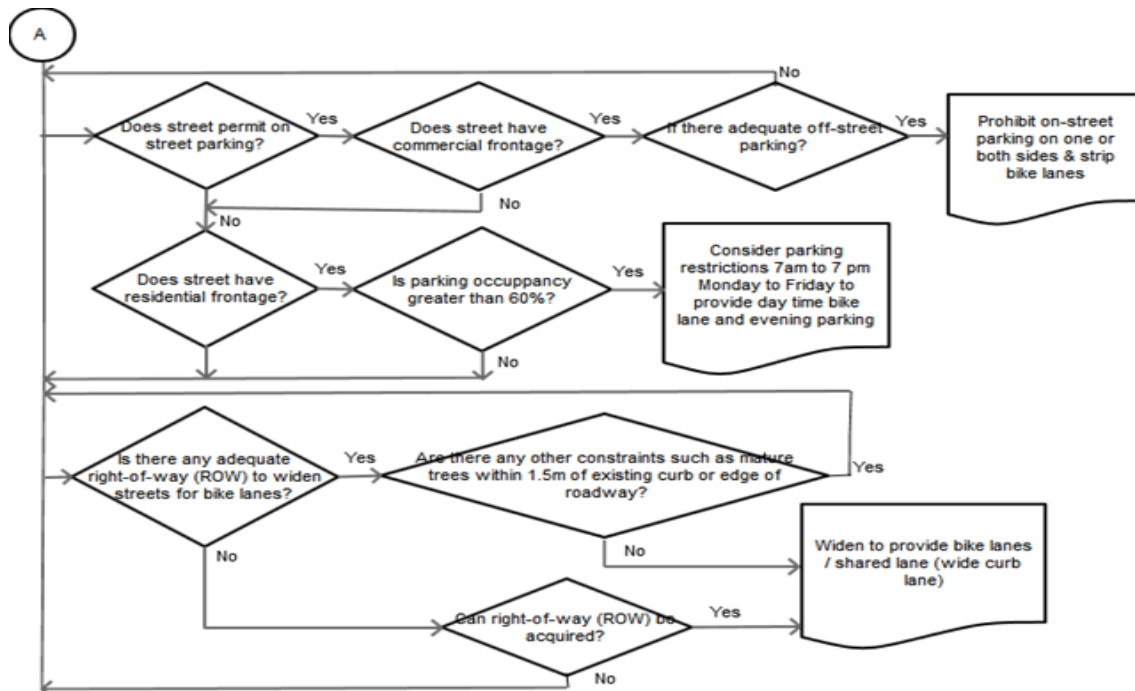 A
No
Does street permit on
street parking?
Yes
Does street have
commercial frontage?
Yes
If there adequate off-street
parking?
Yes
Prohibit on-street
parking on one or
both sides & strip
bike lanes
No
No
Does street have
residential frontage?
Yes
Is parking occuppancy
greater than 60%?
Yes
Consider parking
restrictions 7am to 7 pm
Monday to Friday to
provide day time bike
lane and evening parking
No
Is there any adequate
right-of-way (ROW) to widen
streets for bike lanes?
Yes
Are there any other constraints such as mature
trees within 1.5m of existing curb or edge of
roadway?
Yes
No
No
Widen to provide bike lanes
/ shared lane (wide curb
lane)
Can right-of-way (ROW) be
acquired?
Yes
No